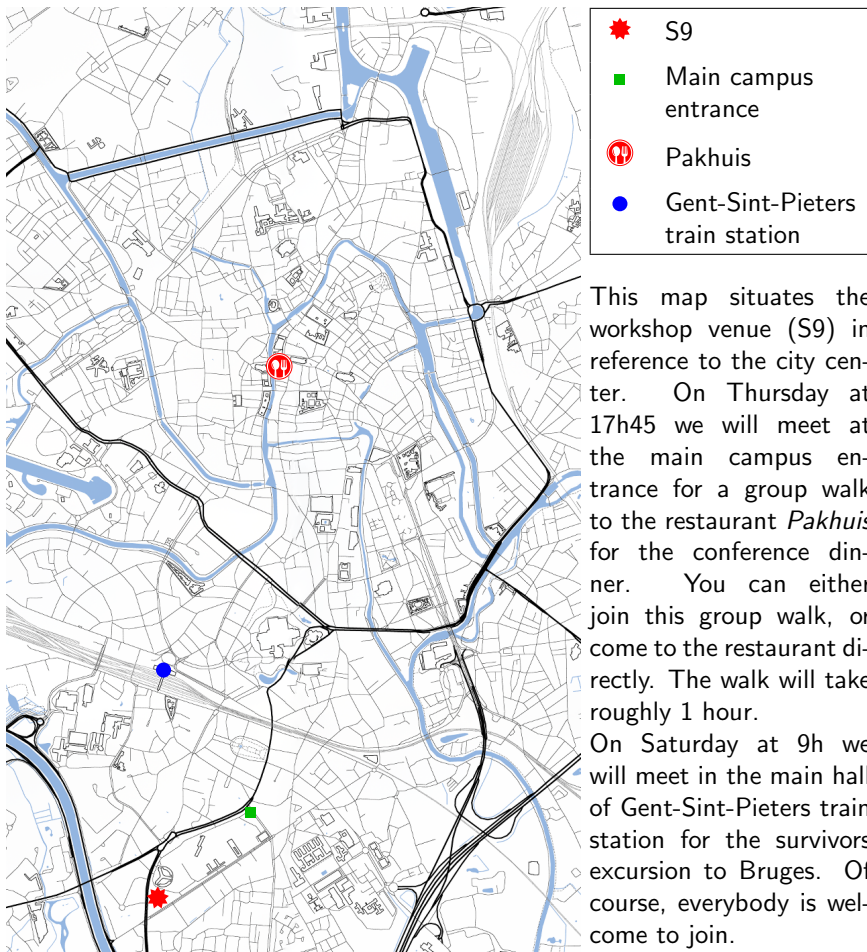 S9
Main campus
entrance
Pakhuis
Gent-Sint-Pieters
train station
This map situates the
workshop venue (S9) in
reference to the city cen-
ter. On Thursday at
17h45 we will meet at
the main campus en-
trance for a group walk
to the restaurant Pakhuis
for the conference din-
ner. You can either
join this group walk, or
come to the restaurant di-
rectly. The walk will take
roughly 1 hour.
On Saturday at 9h we
will meet in the main hall
of Gent-Sint-Pieters train
station for the survivors
excursion to Bruges. Of
course, everybody is wel-
come to join.